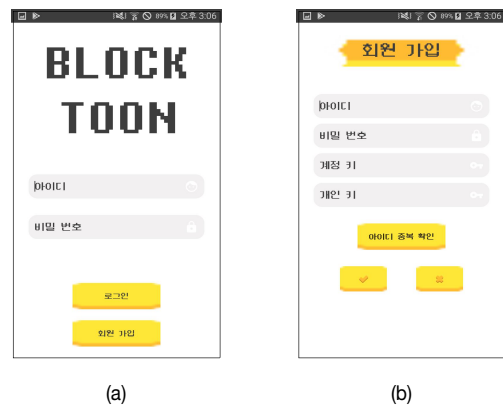 89% 오후 3:06
BLOCK
TOON
아이디
비밀 번호
로그인
회원 가입
(a)
89% 오후 3:06
회원 가입
아이디
비밀 번호
계정 키
개인 키
아이디 중복 확인
(b)